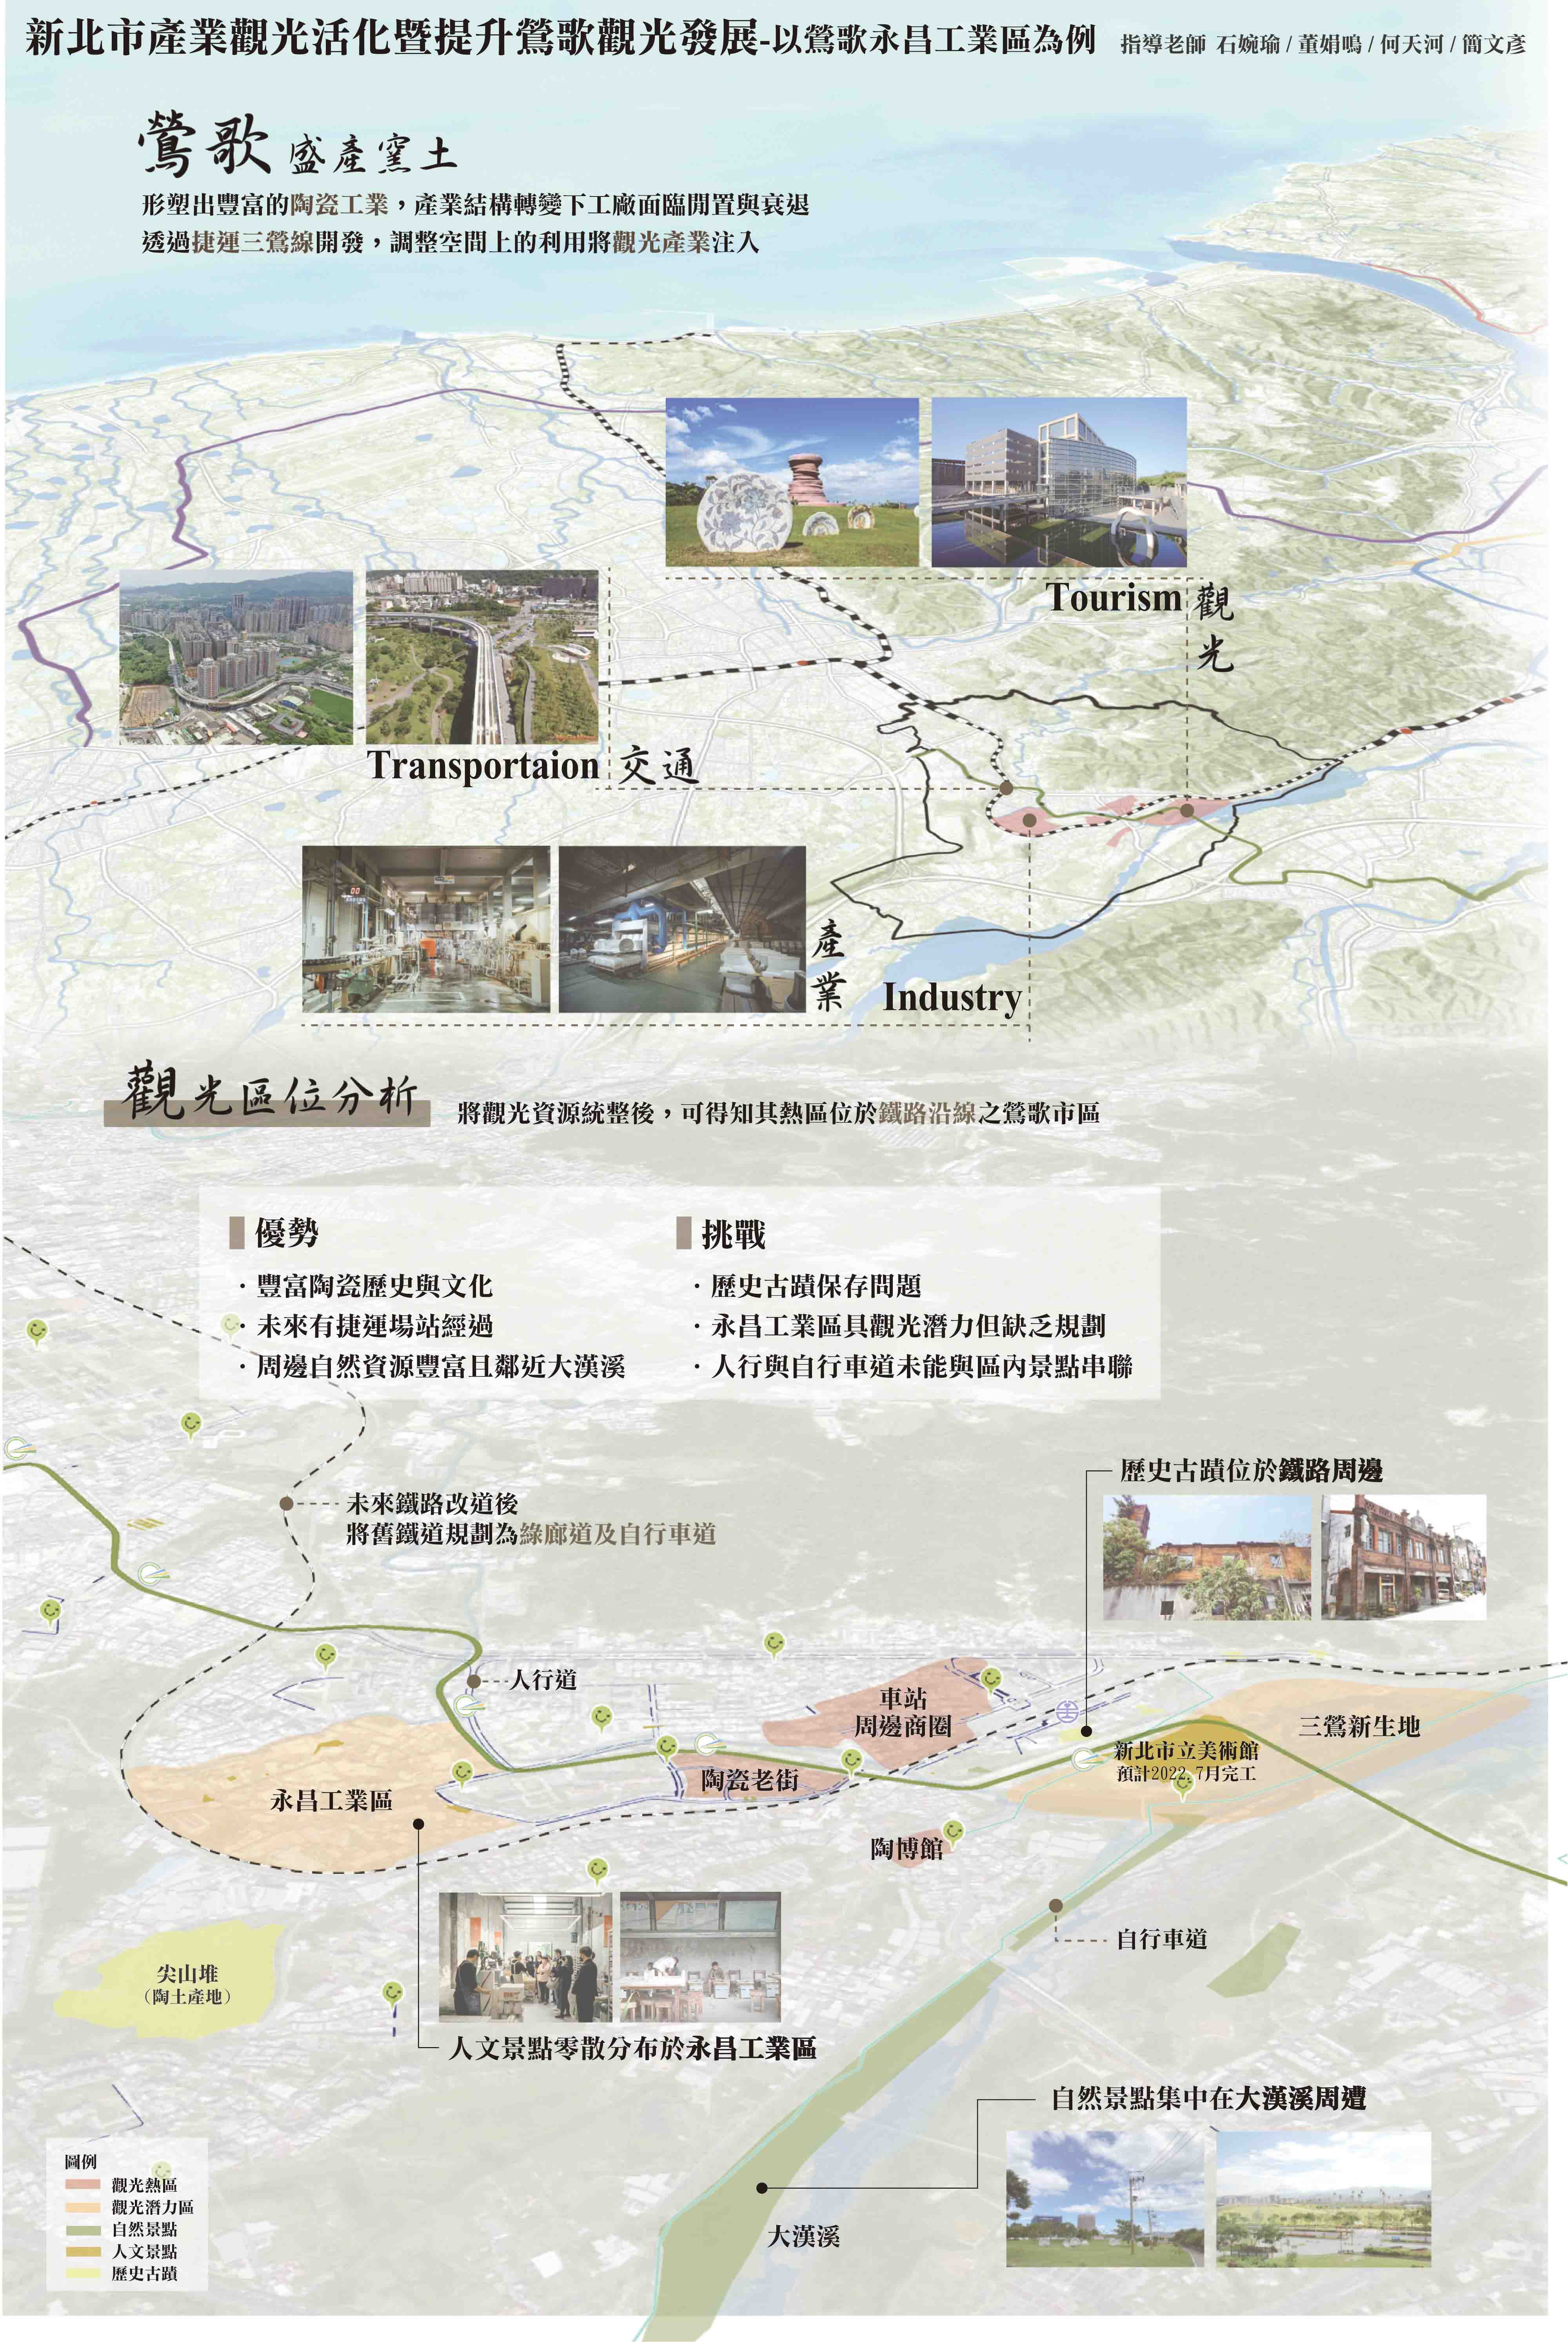 新北市產業觀光活化暨提升鶯歌觀光發展-以鶯歌永昌工業區為例 指導老師 石婉瑜 / 董娟鳴 / 何天河 / 簡文彥
鶯歌 盛產窯土
形塑出豐富的陶瓷工業，產業結構轉變下工廠面臨閒置與衰退
透過捷運三鶯線開發，調整空間上的利用將觀光產業注入
Tourism 觀光
Transportaion 交通
產業 Industry
觀光區位分析 將觀光資源統整後，可得知其熱區位於鐵路沿線之鶯歌市區
優勢
· 豐富陶瓷歷史與文化
· 未來有捷運場站經過
· 周邊自然資源豐富且鄰近大漢溪
挑戰
· 歷史古蹟保存問題
· 永昌工業區具觀光潛力但缺乏規劃
· 人行與自行車道未能與區內景點串聯
歷史古蹟位於鐵路周邊
未來鐵路改道後
將舊鐵道規劃為綠廊道及自行車道
人行道
車站
周邊商圈
三鶯新生地
新北市立美術館
預計2022. 7月完工
陶瓷老街
永昌工業區
陶博館
自行車道
尖山堆
（陶土產地）
人文景點零散分布於永昌工業區
自然景點集中在大漢溪周遭
大漢溪
圖例
觀光熱區
觀光潛力區
自然景點
人文景點
歷史古蹟